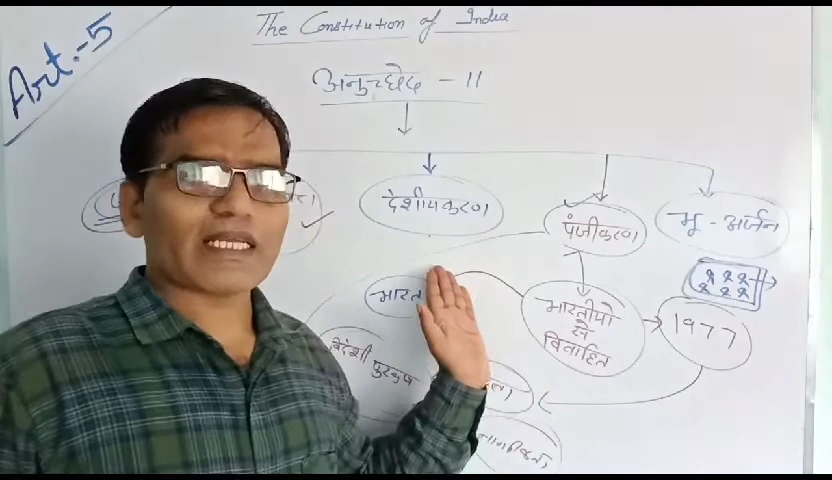 The Constitution of India
Art.-5
अनुच्छेद - 11
देशीयकरण
पंजीकरण
भू - अर्जन
भारत
भारतीयो
से
विवाहित
1977
विदेशी पुरूष